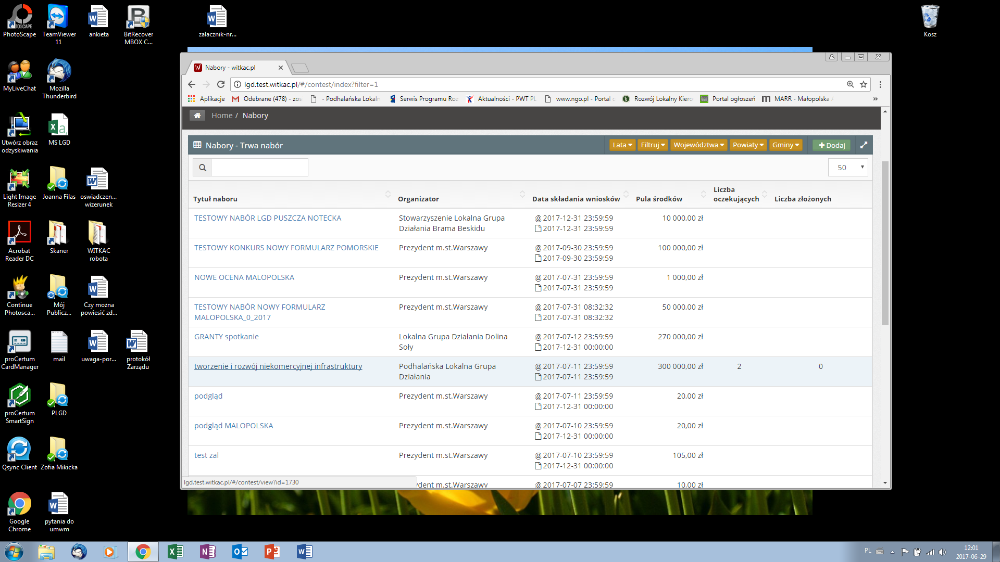 PhotoScape
TeamViewer 11
ankieta
BitRecover MBOX C...
zalacznik-nr...
Kosz
MyLiveChat
Mozilla Thunderbird
Utwórz obraz odzyskiwania
MS LGD
Light Image Resizer 4
Joanna Filas
oswiadczen... wizerunek
Acrobat Reader DC
Skaner
WITKAC robota
Continue Photosca...
Mój Publicz...
Czy można powiesić zd...
proCertum CardManager
mail
uwaga-por...
protokół Zarządu
proCertum SmartSign
PLGD
Qsync Client
Zofia Mikicka
Google Chrome
pytania do umwm
Nabory - witkac.pl
lgd.test.witkac.pl/#/contest/index?filter=1
Aplikacje
Odebrane (478) - zos
- Podhalańska Lokaln
Serwis Programu Roz
Aktualności - PWT PL
www.ngo.pl - Portal
Rozwój Lokalny Kiero
Portal ogłoszeń
MARR - Małopolska
»
Home / Nabory
Nabory - Trwa nabór
Lata
Filtruj
Województwa
Powiaty
Gminy
Dodaj
50
Tytuł naboru
Organizator
Data składania wniosków
Pula środków
Liczba oczekujących
Liczba złożonych
TESTOWY NABÓR LGD PUSZCZA NOTECKA
Stowarzyszenie Lokalna Grupa Działania Brama Beskidu
@ 2017-12-31 23:59:59
2017-12-31 23:59:59
10 000,00 zł
TESTOWY KONKURS NOWY FORMULARZ POMORSKIE
Prezydent m.st.Warszawy
@ 2017-09-30 23:59:59
2017-09-30 23:59:59
100 000,00 zł
NOWE OCENA MALOPOLSKA
Prezydent m.st.Warszawy
@ 2017-07-31 23:59:59
2017-07-31 23:59:59
1 000,00 zł
TESTOWY NABÓR NOWY FORMULARZ MALOPOLSKA_0_2017
Prezydent m.st.Warszawy
@ 2017-07-31 08:32:32
2017-07-31 08:32:32
50 000,00 zł
GRANTY spotkanie
Lokalna Grupa Działania Dolina Soły
@ 2017-07-12 23:59:59
2017-12-31 00:00:00
270 000,00 zł
tworzenie i rozwój niekomercyjnej infrastruktury
Podhalańska Lokalna Grupa Działania
@ 2017-07-11 23:59:59
2017-07-11 23:59:59
300 000,00 zł
2
0
podgląd
Prezydent m.st.Warszawy
@ 2017-07-11 23:59:59
2017-12-31 00:00:00
20,00 zł
podgląd MALOPOLSKA
Prezydent m.st.Warszawy
@ 2017-07-10 23:59:59
2017-12-31 00:00:00
20,00 zł
test zal
Prezydent m.st.Warszawy
@ 2017-07-10 23:59:59
2017-12-31 00:00:00
105,00 zł
ydent m.st.Warszawy
@ 2017-07-07 23:59:59
10,00 zł
lgd.test.witkac.pl/#/contest/view?id=1730
PL
12:01
2017-06-29